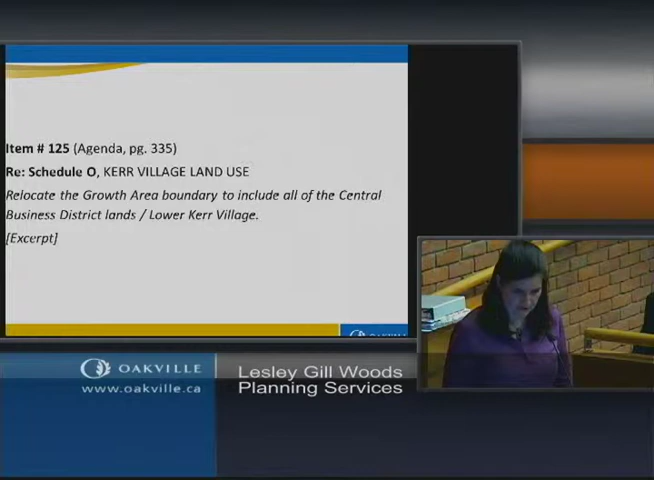 Item # 125 (Agenda, pg. 335)
Re: Schedule O, KERR VILLAGE LAND USE
Relocate the Growth Area boundary to include all of the Central
Business District lands / Lower Kerr Village.
[Excerpt]
OAKVILLE
www.oakville.ca
Lesley Gill Woods
Planning Services